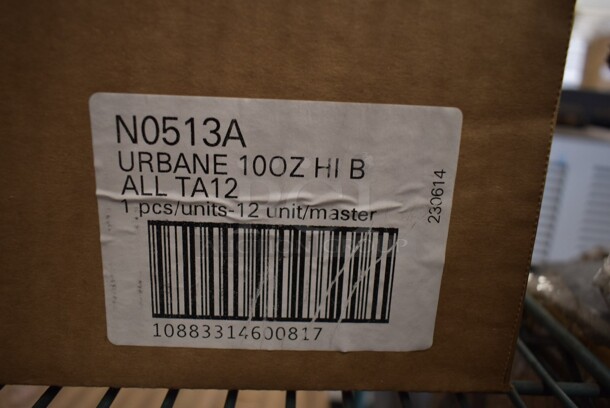 N0513A
URBANE 10OZ HI B
ALL TA12
1 pcs/units-12 unit/master
10883314600817
230614